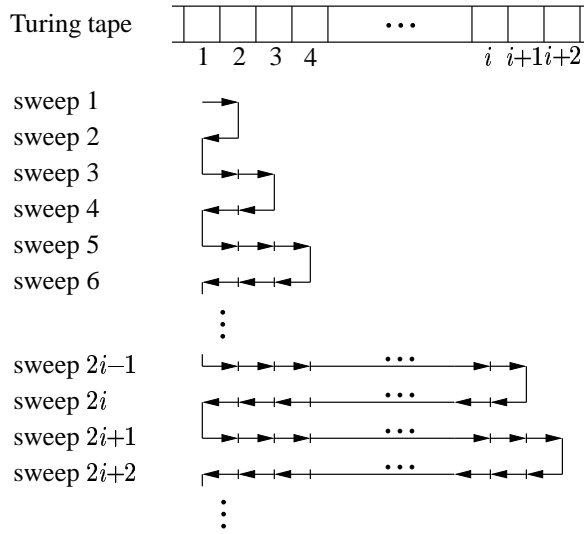 Turing tape ...
1 2 3 4 i i+1 i+2
sweep 1
sweep 2
sweep 3
sweep 4
sweep 5
sweep 6
sweep 2i−1 ...
sweep 2i ...
sweep 2i+1 ...
sweep 2i+2 ...